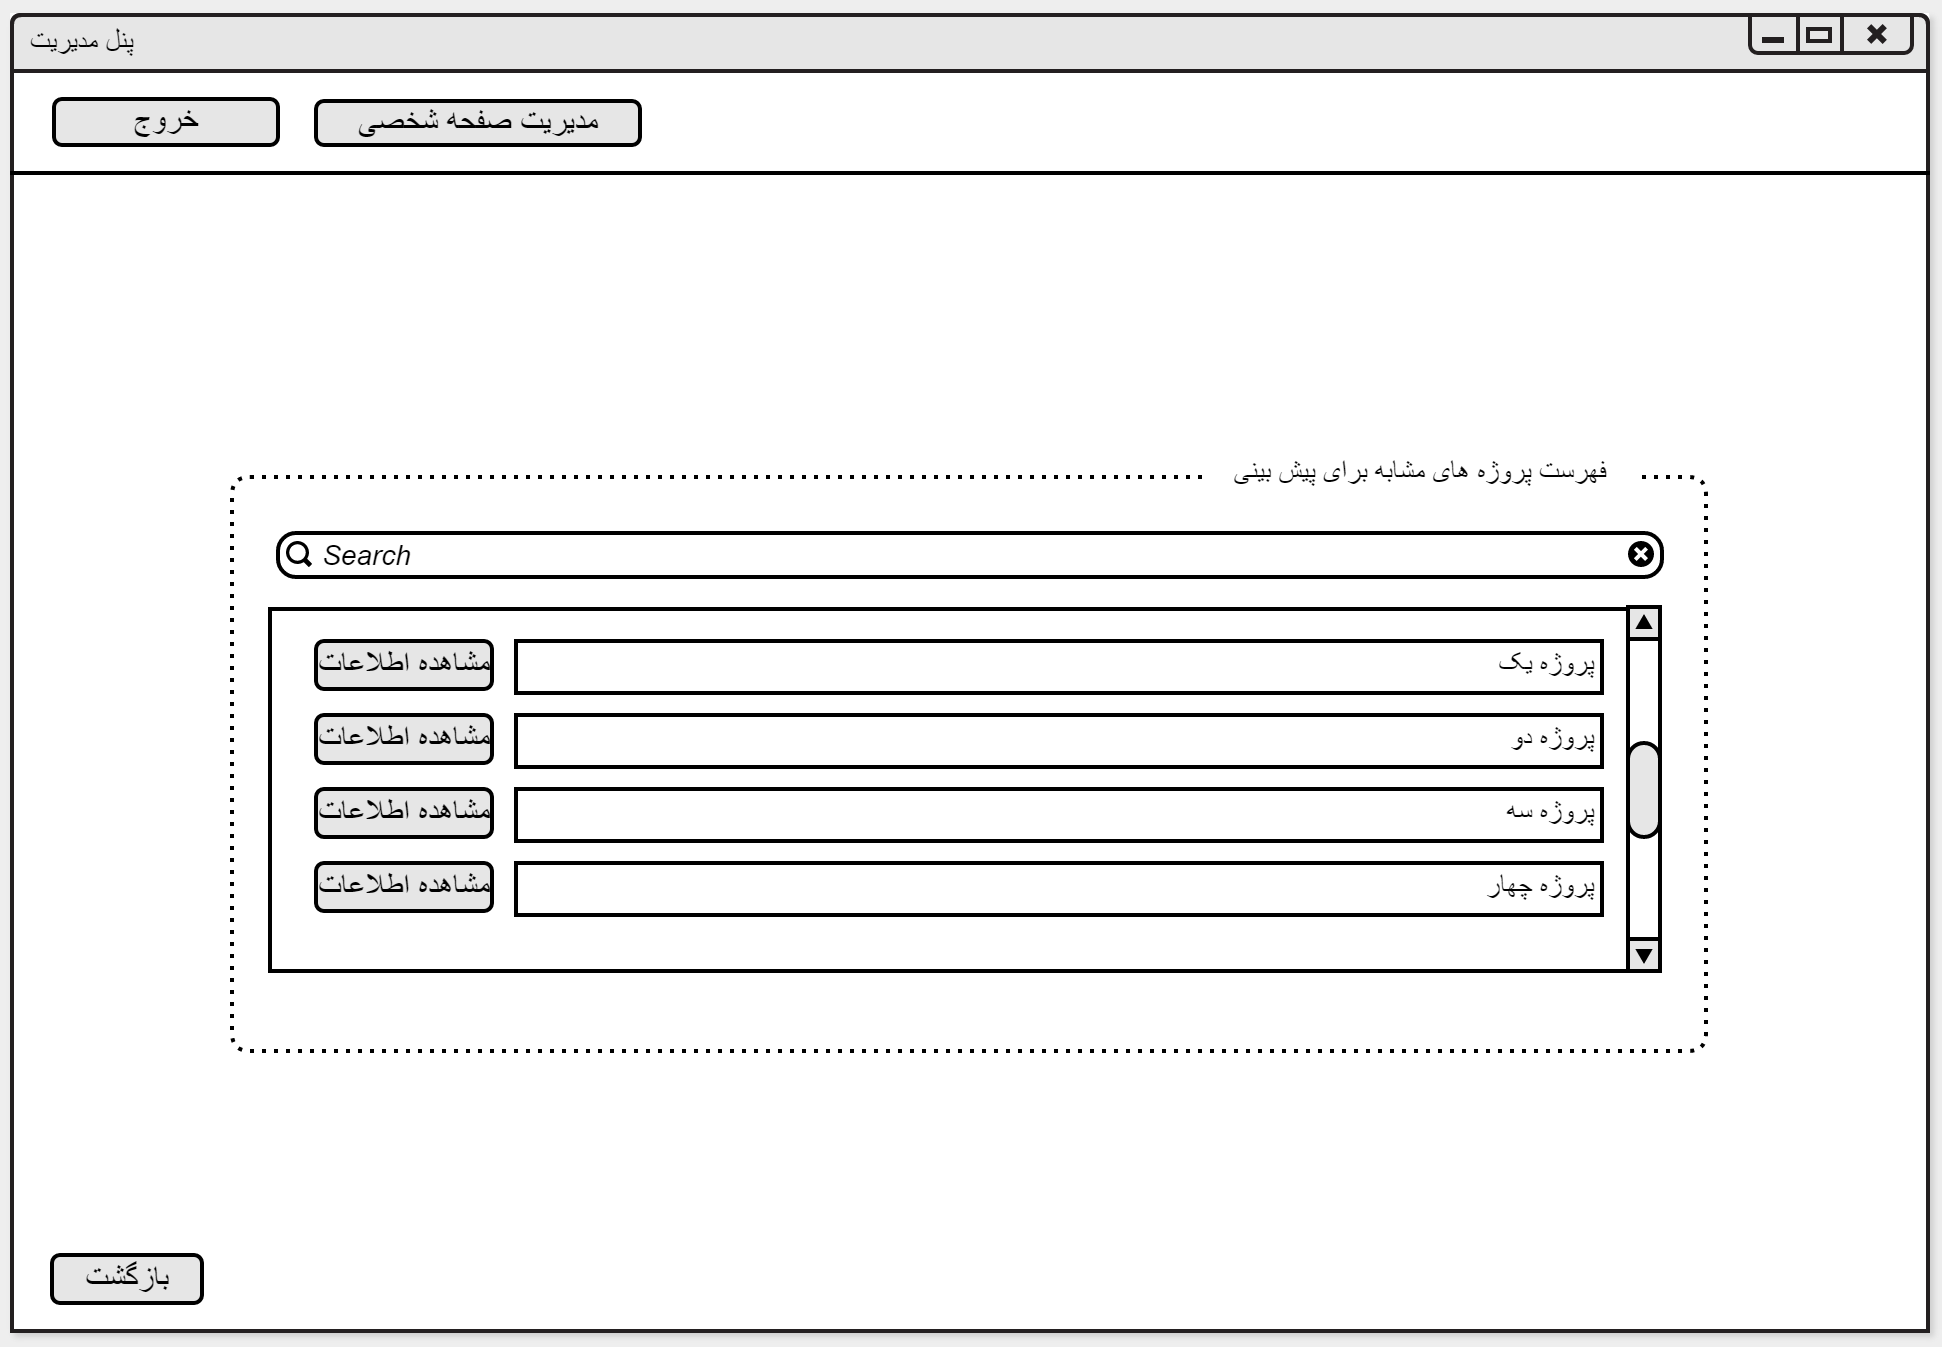 پنل مدیریت
مدیریت صفحه شخصی
خروج
فهرست پروژه های مشابه برای پیش بینی
Search
پروژه یک
مشاهده اطلاعات
پروژه دو
مشاهده اطلاعات
پروژه سه
مشاهده اطلاعات
پروژه چهار
مشاهده اطلاعات
بازگشت